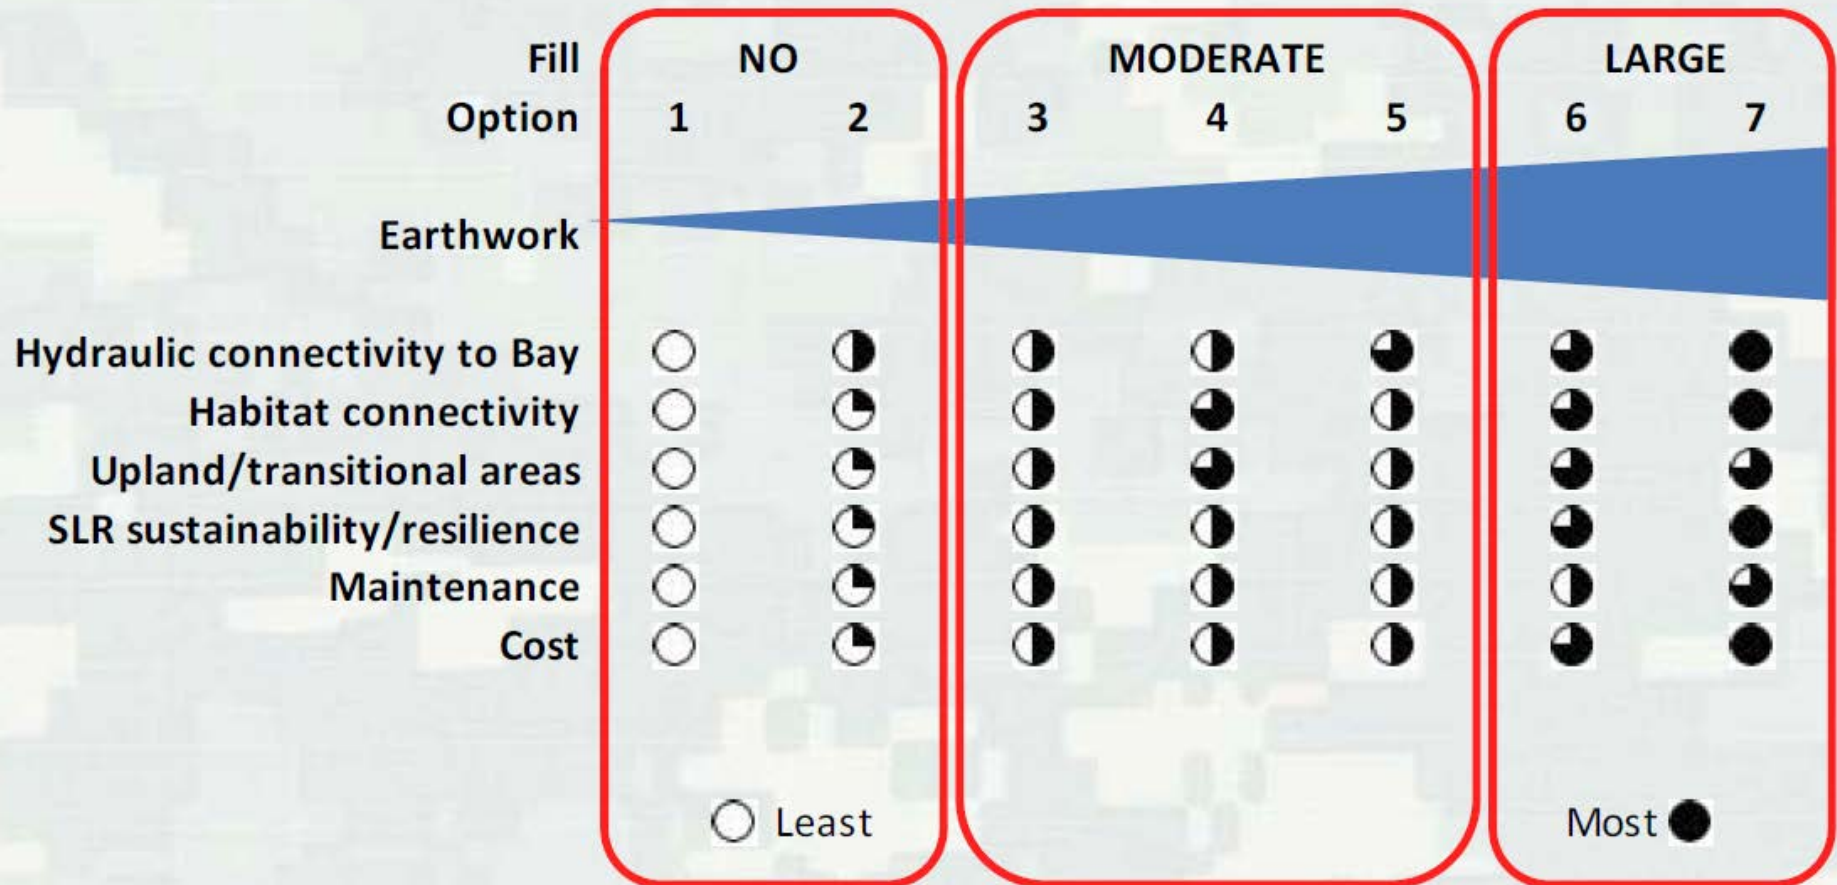 Fill NO MODERATE LARGE
Option 1 2 3 4 5 6 7
Earthwork
Hydraulic connectivity to Bay
Habitat connectivity
Upland/transitional areas
SLR sustainability/resilience
Maintenance
Cost
Least Most